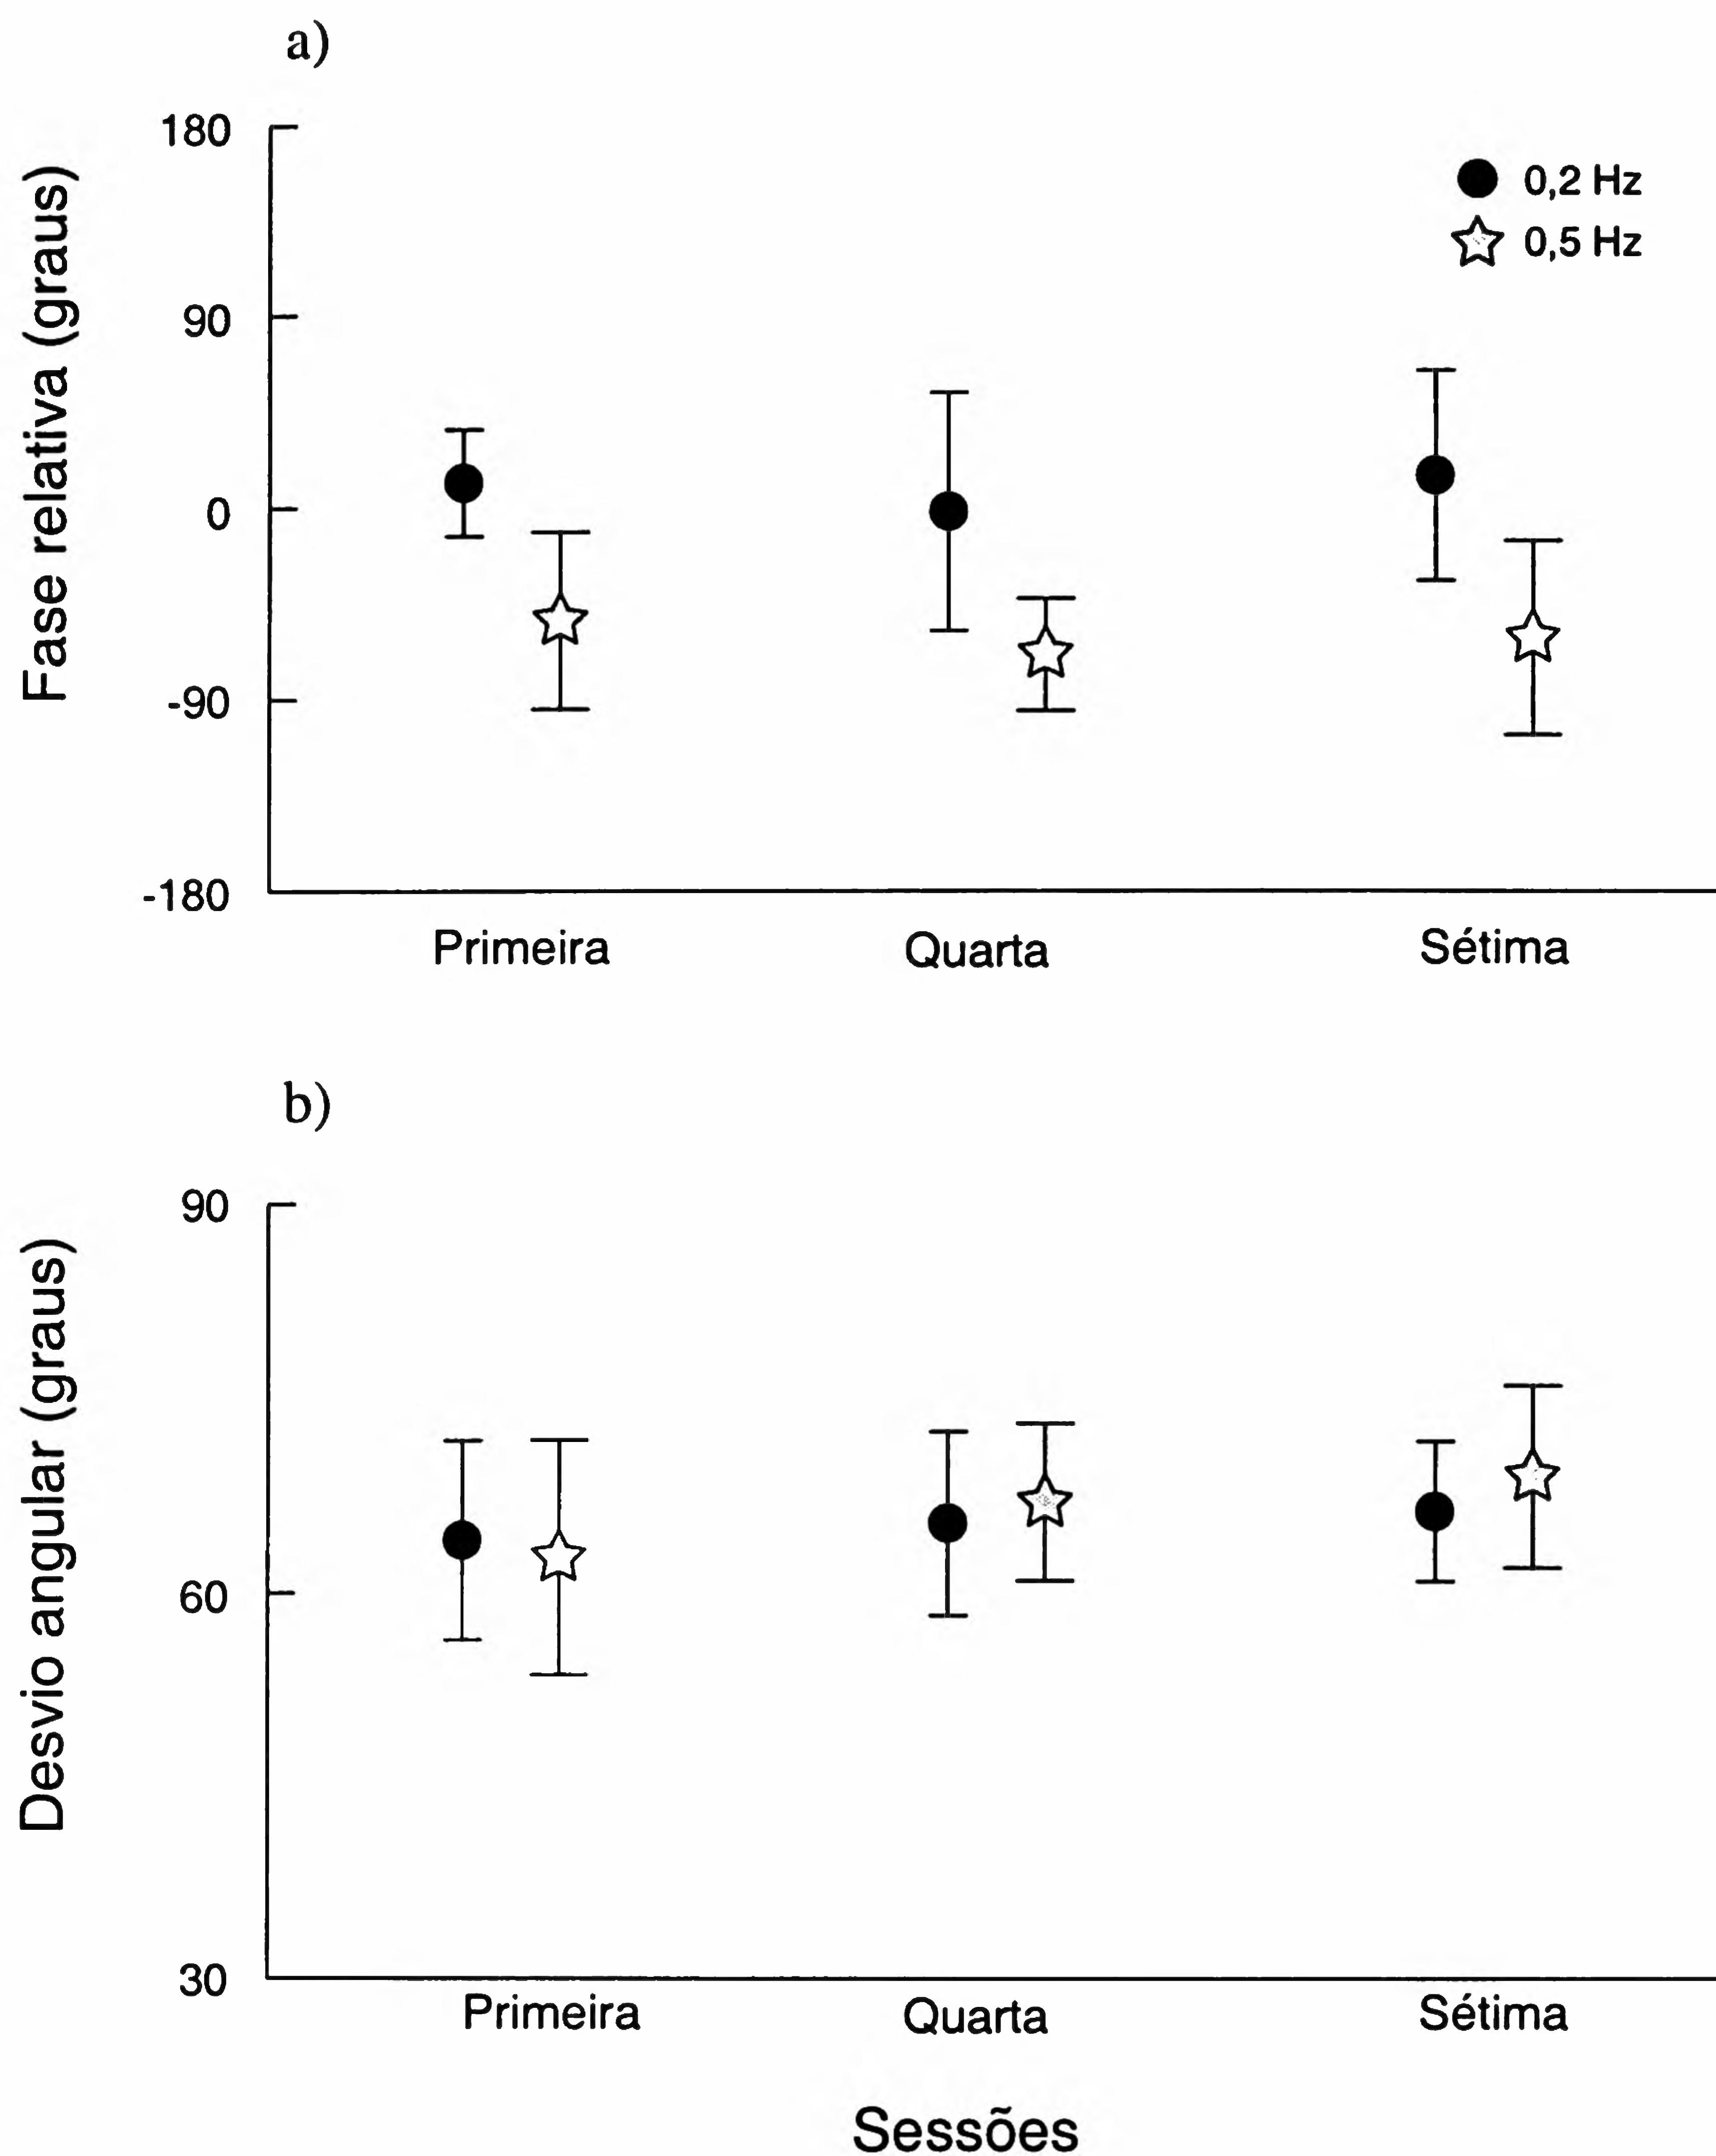 a)
180
90
0
-90
-180
Fase relativa (graus)
0,2 Hz
0,5 Hz
Primeira Quarta Sétima
b)
90
60
30
Desvio angular (graus)
Primeira Quarta Sétima
Sessões